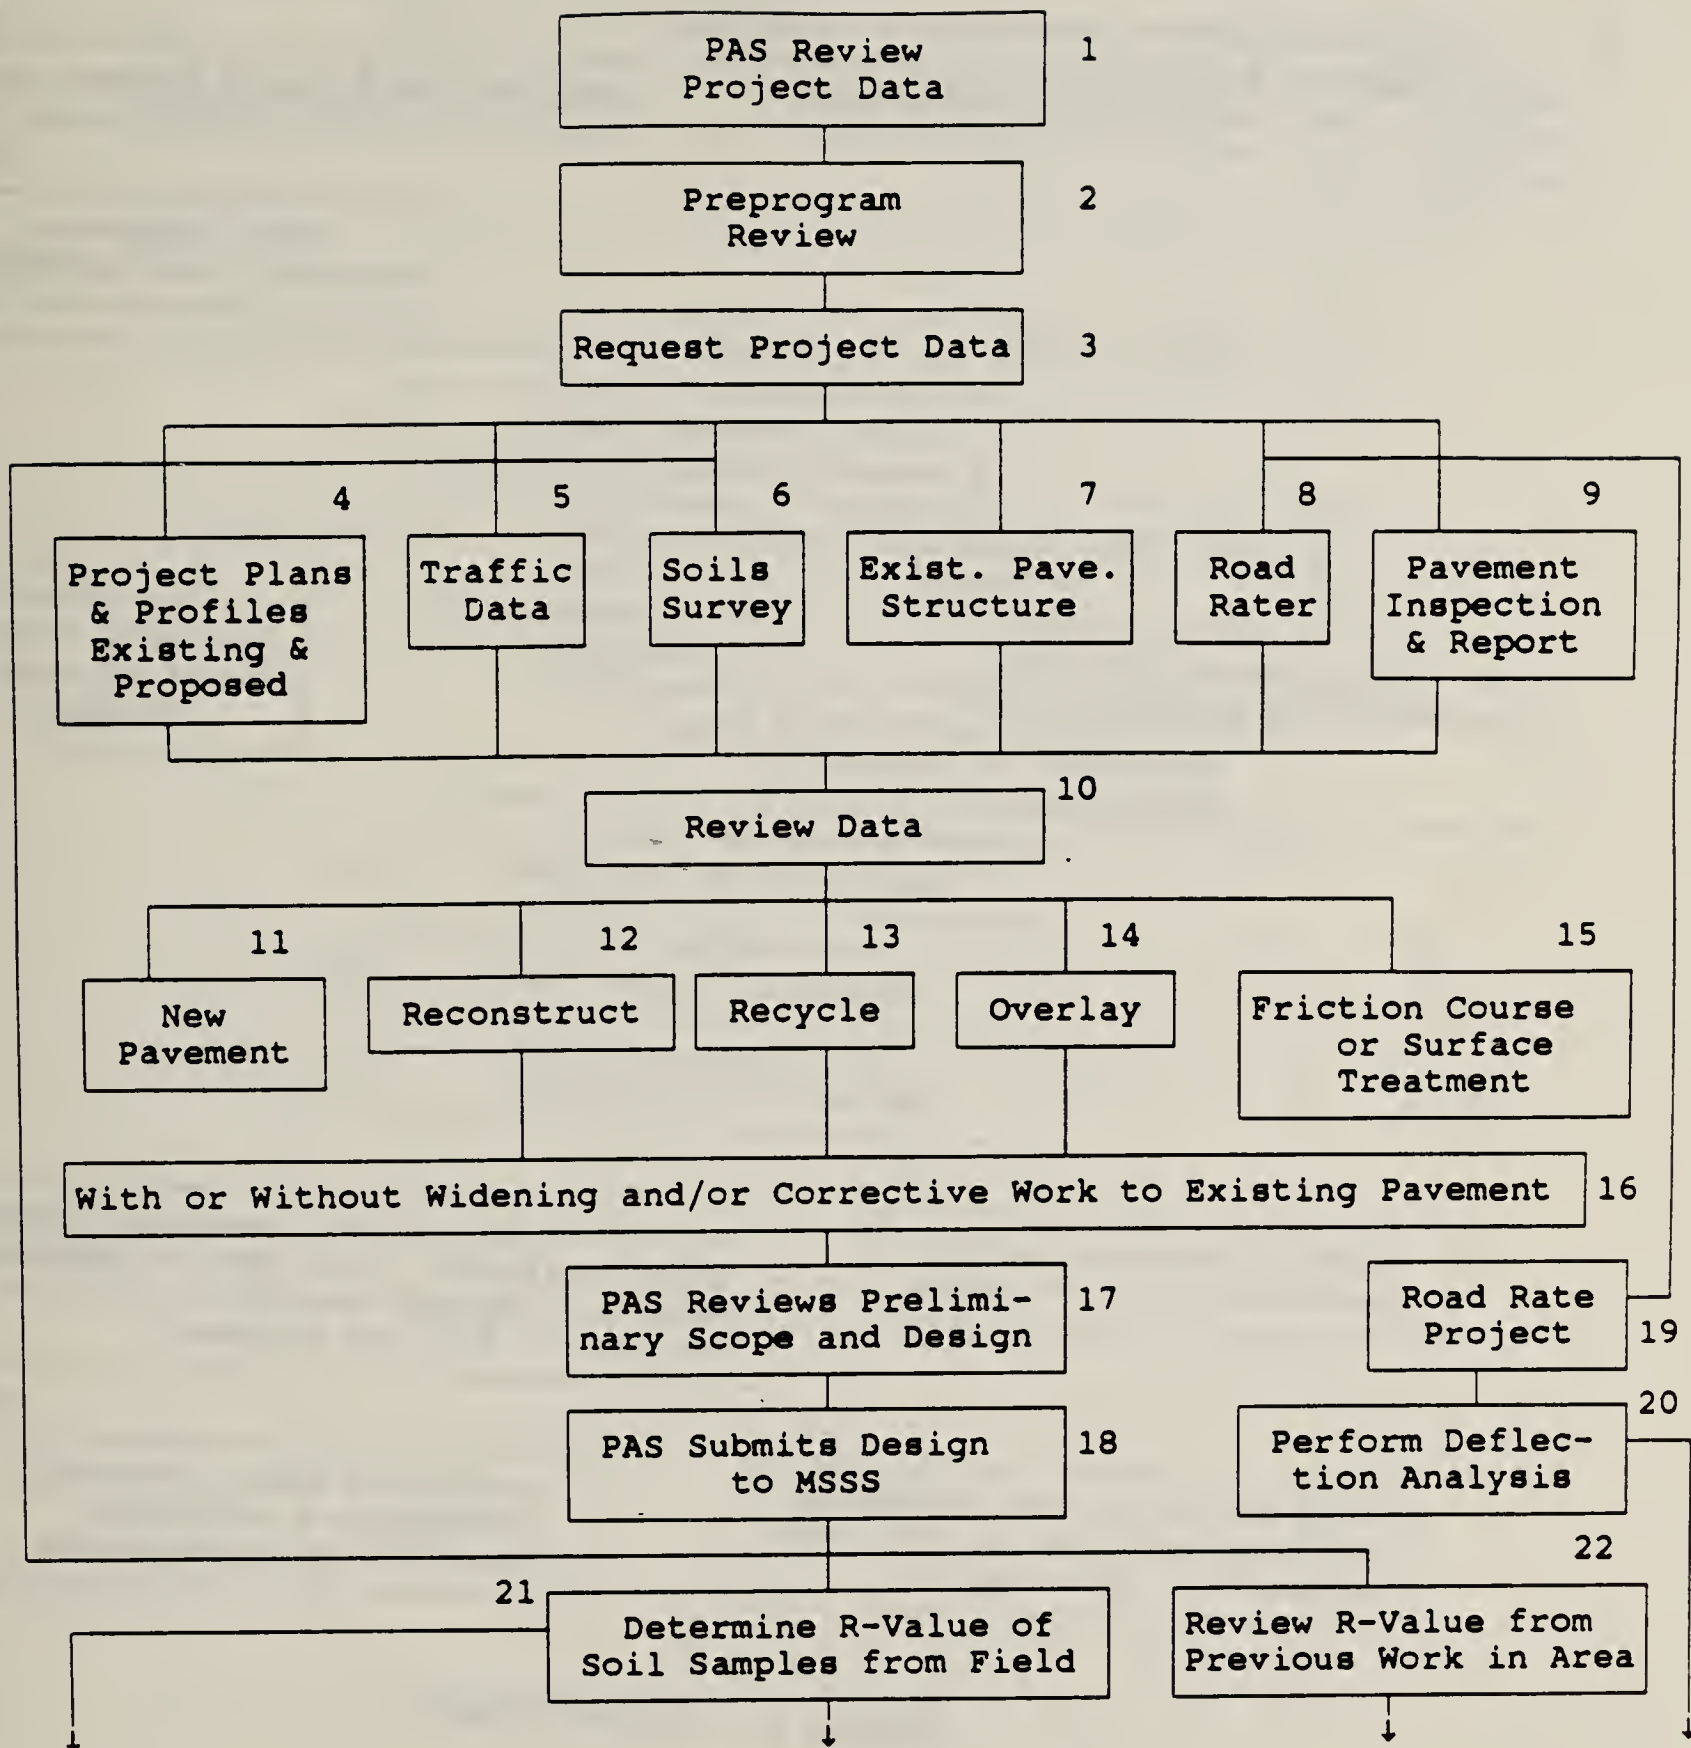 PAS Review
Project Data
1
Preprogram
Review
2
Request Project Data
3
4
5
6
7
8
9
Project Plans
& Profiles
Existing &
Proposed
Traffic
Data
Soils
Survey
Exist. Pave.
Structure
Road
Rater
Pavement
Inspection
& Report
10
Review Data
11
12
13
14
15
New
Pavement
Reconstruct
Recycle
Overlay
Friction Course
or Surface
Treatment
With or Without Widening and/or Corrective Work to Existing Pavement
16
PAS Reviews Prelimi-
nary Scope and Design
17
Road Rate
Project
19
PAS Submits Design
to MSSS
18
20
Perform Deflec-
tion Analysis
21
Determine R-Value of
Soil Samples from Field
22
Review R-Value from
Previous Work in Area